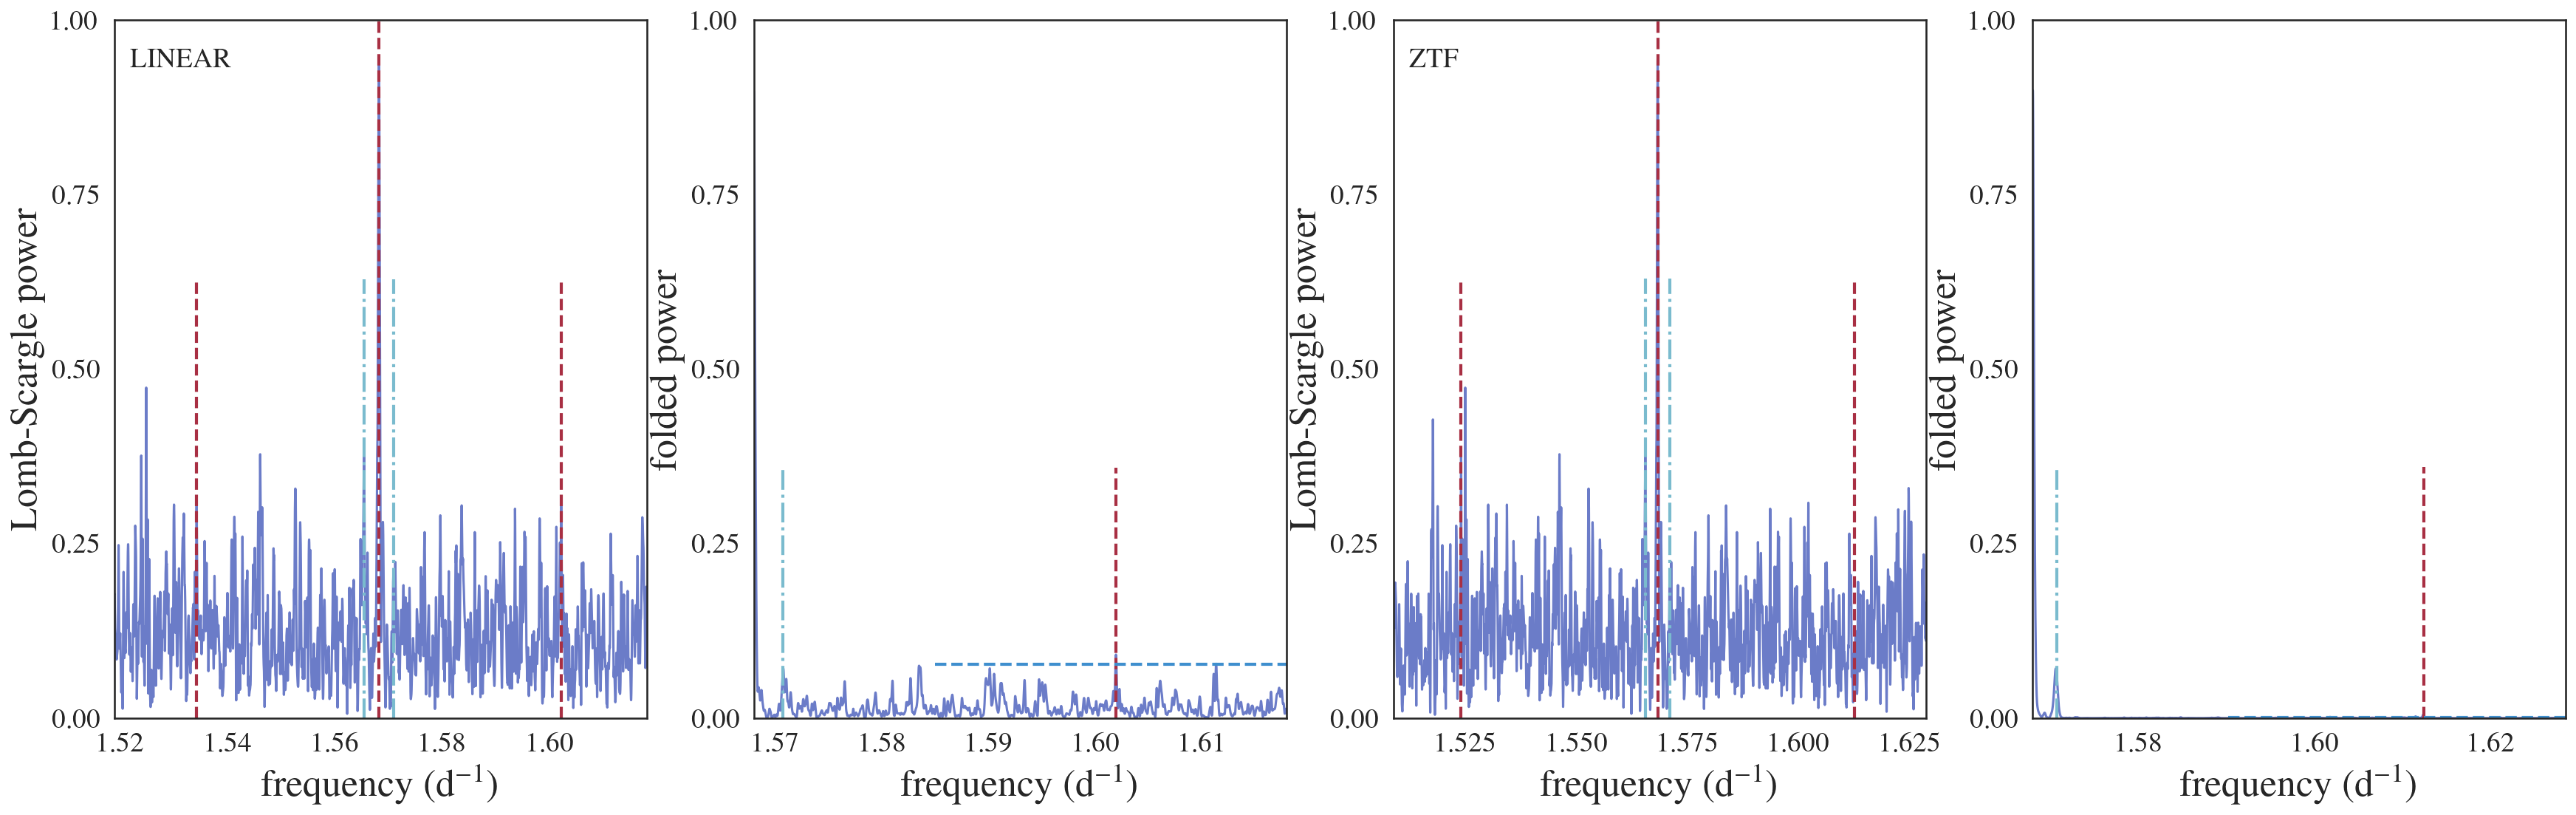 LINEAR
Lomb-Scargle power
1.00
0.75
0.50
0.25
0.00
1.52 1.54 1.56 1.58 1.60
frequency (d⁻¹)
folded power
1.00
0.75
0.50
0.25
0.00
1.57 1.58 1.59 1.60 1.61
frequency (d⁻¹)
ZTF
Lomb-Scargle power
1.00
0.75
0.50
0.25
0.00
1.525 1.550 1.575 1.600 1.625
frequency (d⁻¹)
folded power
1.00
0.75
0.50
0.25
0.00
1.58 1.60 1.62
frequency (d⁻¹)